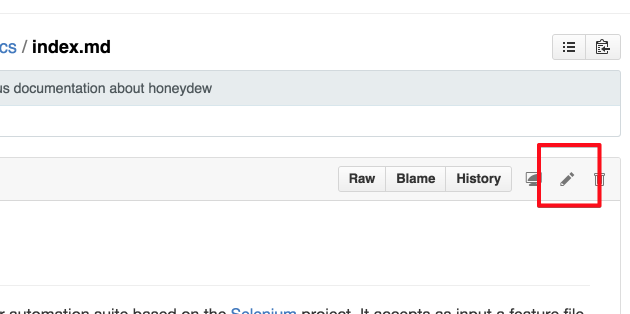 cs / index.md
us documentation about honeydew
Raw Blame History
r automation suite based on the Selenium project. It accepts as input a feature file